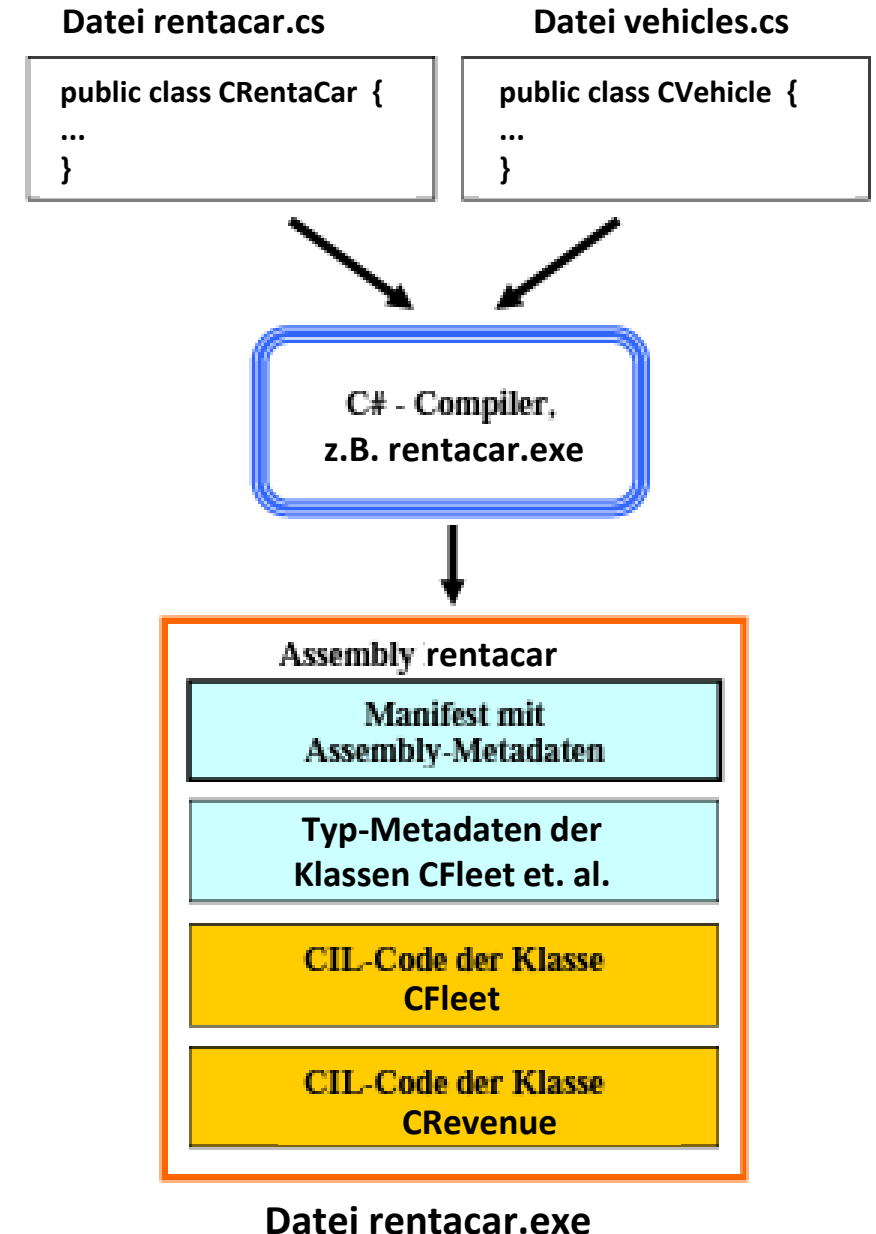 Datei rentacar.cs
Datei vehicles.cs
public class CRentaCar {
...
}
public class CVehicle {
...
}
C# - Compiler,
z.B. rentacar.exe
Assembly rentacar
Manifest mit
Assembly-Metadaten
Typ-Metadaten der
Klassen CFleet et. al.
CIL-Code der Klasse
CFleet
CIL-Code der Klasse
CRevenue
Datei rentacar.exe